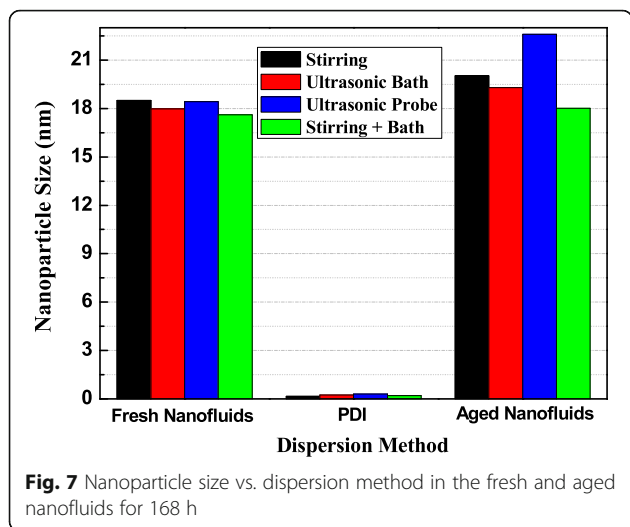 21
18
15
12
9
6
3
0
Nanoparticle Size (nm)
Stirring
Ultrasonic Bath
Ultrasonic Probe
Stirring + Bath
Fresh Nanofluids PDI Aged Nanofluids
Dispersion Method
Fig. 7 Nanoparticle size vs. dispersion method in the fresh and aged
nanofluids for 168 h